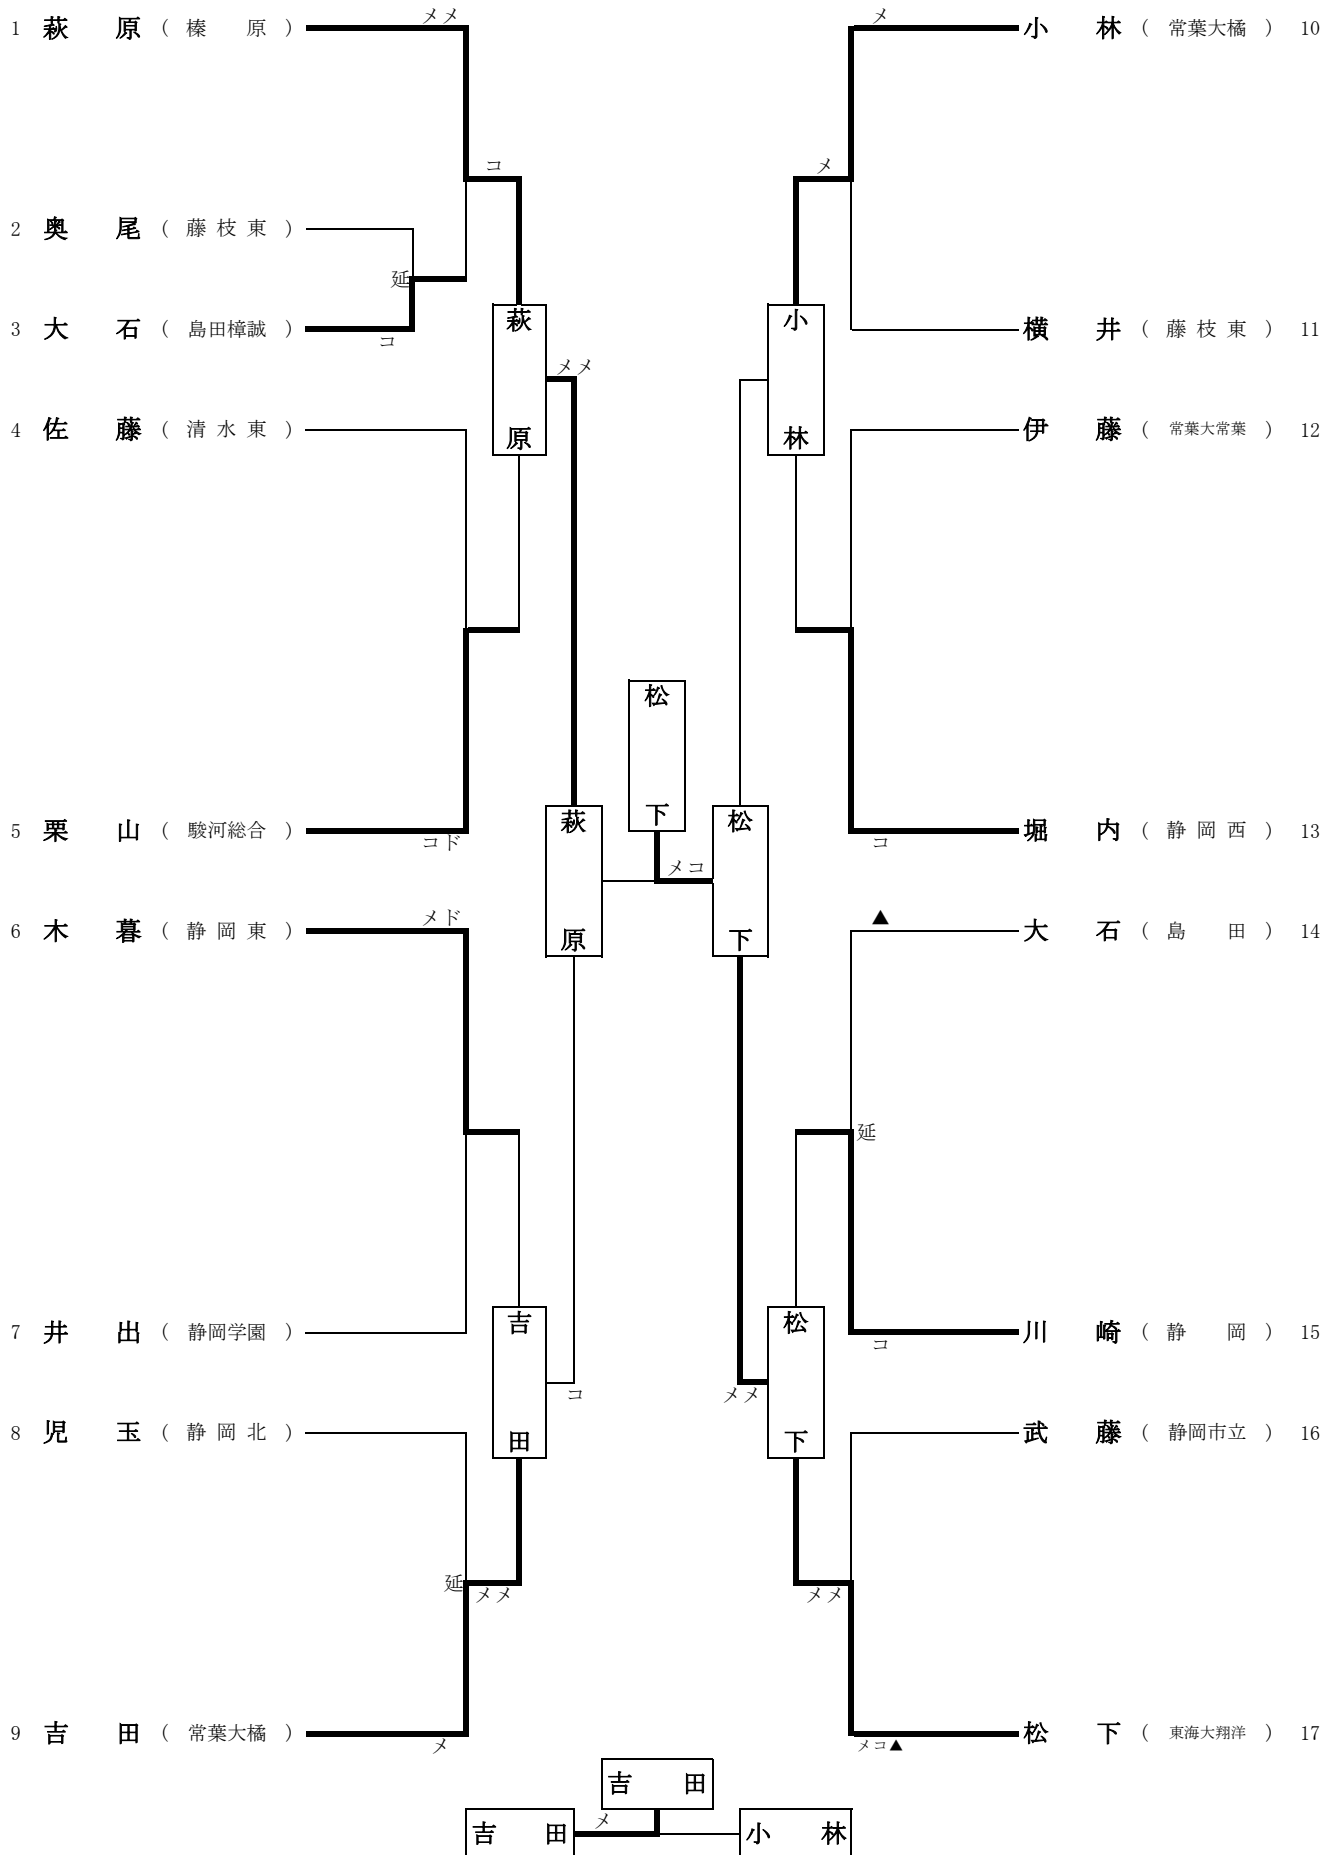 1 萩 原 ( 榛 原 ) メメ
メ 小 林 ( 常葉大橘 ) 10
コ
メ
2 奥 尾 ( 藤 枝 東 )
延
3 大 石 ( 島田樟誠 ) コ
萩 原
小 林
横 井 ( 藤 枝 東 ) 11
メメ
4 佐 藤 ( 清 水 東 )
伊 藤 ( 常葉大常葉 ) 12
松 下
5 栗 山 ( 駿河総合 ) コド
萩 原
メコ
松 下
コ 堀 内 ( 静 岡 西 ) 13
6 木 暮 ( 静 岡 東 ) メド
▲ 大 石 ( 島 田 ) 14
延
7 井 出 ( 静岡学園 )
吉 田
コ
メメ
松 下
コ 川 崎 ( 静 岡 ) 15
8 児 玉 ( 静 岡 北 )
武 藤 ( 静岡市立 ) 16
延 メメ
メメ
9 吉 田 ( 常葉大橘 ) メ
メコ▲ 松 下 ( 東海大翔洋 ) 17
吉 田
吉 田 メ 小 林